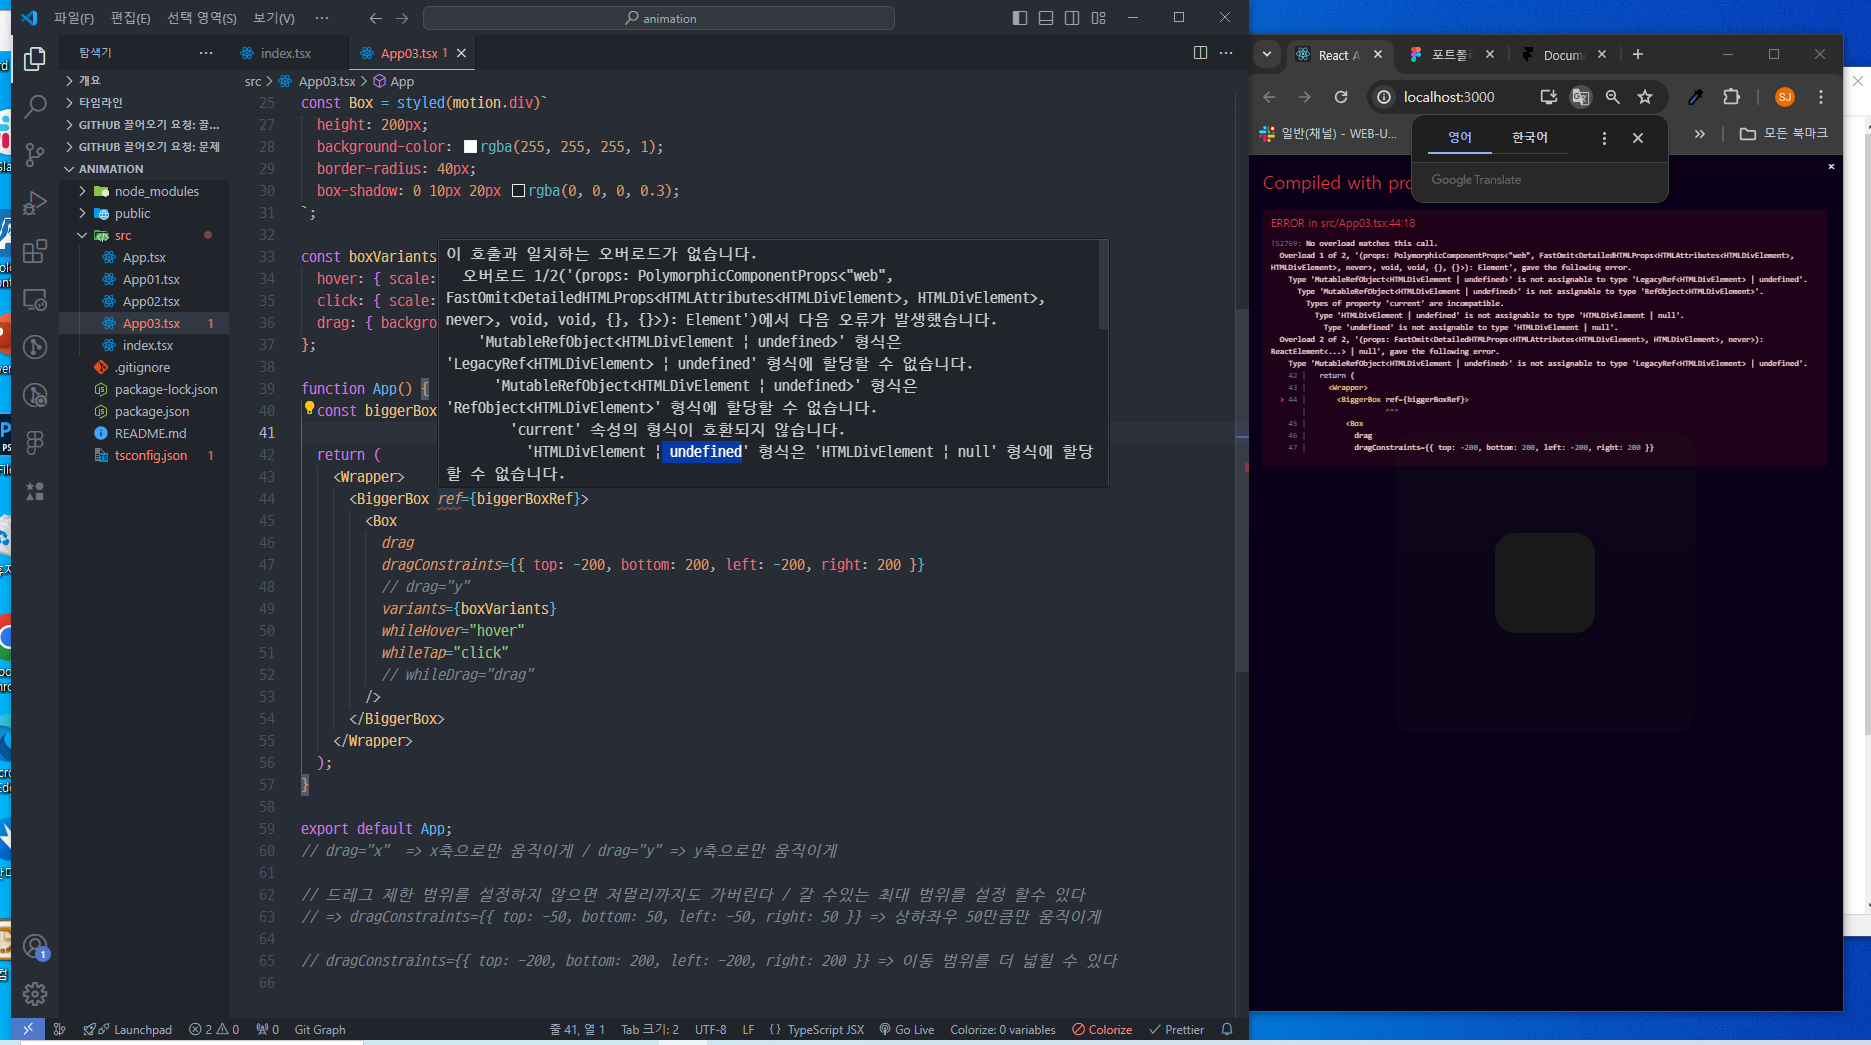 파일(F) 편집(E) 선택 영역(S) 보기(V) ··· animation
탐색기 ···
개요
타임라인
GITHUB 끌어오기 요청: 끌...
GITHUB 끌어오기 요청: 문제
ANIMATION
node_modules
public
src
App.tsx
App01.tsx
App02.tsx
App03.tsx 1
index.tsx
.gitignore
package-lock.json
package.json
README.md
tsconfig.json 1
index.tsx App03.tsx 1
src > App03.tsx > App
25 const Box = styled(motion.div)`
27 height: 200px;
28 background-color: rgba(255, 255, 255, 1);
29 border-radius: 40px;
30 box-shadow: 0 10px 20px rgba(0, 0, 0, 0.3);
31 `;
32
33 const boxVariants
34 hover: { scale:
35 click: { scale:
36 drag: { backgro
37 };
38
39 function App() {
40 const biggerBox
41
42 return (
43 <Wrapper>
44 <BiggerBox ref={biggerBoxRef}>
45 <Box
46 drag
47 dragConstraints={{ top: -200, bottom: 200, left: -200, right: 200 }}
48 // drag="y"
49 variants={boxVariants}
50 whileHover="hover"
51 whileTap="click"
52 // whileDrag="drag"
53 />
54 </BiggerBox>
55 </Wrapper>
56 );
57 }
58
59 export default App;
60 // drag="x" => x축으로만 움직이게 / drag="y" => y축으로만 움직이게
61
62 // 드레그 제한 범위를 설정하지 않으면 저멀리까지도 가버린다 / 갈 수있는 최대 범위를 설정 할수 있다
63 // => dragConstraints={{ top: -50, bottom: 50, left: -50, right: 50 }} => 상하좌우 50만큼만 움직이게
64
65 // dragConstraints={{ top: -200, bottom: 200, left: -200, right: 200 }} => 이동 범위를 더 넓힐 수 있다
66
이 호출과 일치하는 오버로드가 없습니다.
오버로드 1/2('(props: PolymorphicComponentProps<"web",
FastOmit<DetailedHTMLProps<HTMLAttributes<HTMLDivElement>, HTMLDivElement>,
never>, void, void, {}, {}>): Element')에서 다음 오류가 발생했습니다.
'MutableRefObject<HTMLDivElement | undefined>' 형식은
'LegacyRef<HTMLDivElement> | undefined' 형식에 할당할 수 없습니다.
'MutableRefObject<HTMLDivElement | undefined>' 형식은
'RefObject<HTMLDivElement>' 형식에 할당할 수 없습니다.
'current' 속성의 형식이 호환되지 않습니다.
'HTMLDivElement | undefined' 형식은 'HTMLDivElement | null' 형식에 할당
할 수 없습니다.
Launchpad 2 0 0 Git Graph 줄 41, 열 1 Tab 크기: 2 UTF-8 LF {} TypeScript JSX Go Live Colorize: 0 variables Colorize Prettier
1
React A 포트폴리 Docum
localhost:3000 SJ
일반(채널) - WEB-U... » 모든 북마크
영어 한국어
Google Translate
Compiled with pro
ERROR in src/App03.tsx:44:18
TS2769: No overload matches this call.
Overload 1 of 2, '(props: PolymorphicComponentProps<"web", FastOmit<DetailedHTMLProps<HTMLAttributes<HTMLDivElement>,
HTMLDivElement>, never>, void, void, {}, {}>): Element', gave the following error.
Type 'MutableRefObject<HTMLDivElement | undefined>' is not assignable to type 'LegacyRef<HTMLDivElement> | undefined'.
Type 'MutableRefObject<HTMLDivElement | undefined>' is not assignable to type 'RefObject<HTMLDivElement>'.
Types of property 'current' are incompatible.
Type 'HTMLDivElement | undefined' is not assignable to type 'HTMLDivElement | null'.
Type 'undefined' is not assignable to type 'HTMLDivElement | null'.
Overload 2 of 2, '(props: FastOmit<DetailedHTMLProps<HTMLAttributes<HTMLDivElement>, HTMLDivElement>, never>):
ReactElement<...> | null', gave the following error.
Type 'MutableRefObject<HTMLDivElement | undefined>' is not assignable to type 'LegacyRef<HTMLDivElement> | undefined'.
42 | return (
43 | <Wrapper>
> 44 | <BiggerBox ref={biggerBoxRef}>
| ^^^
45 | <Box
46 | drag
47 | dragConstraints={{ top: -200, bottom: 200, left: -200, right: 200 }}